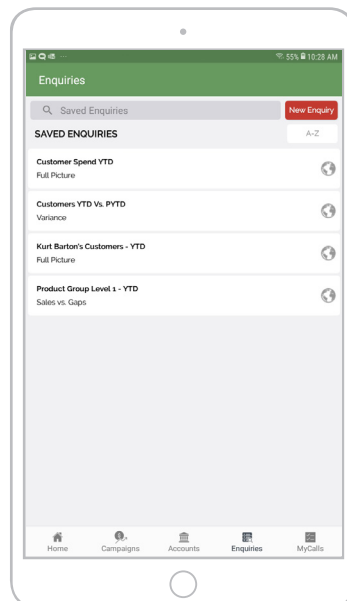 55% 10:28 AM
Enquiries
Saved Enquiries
New Enquiry
SAVED ENQUIRIES
A-Z
Customer Spend YTD
Full Picture
Customers YTD Vs. PYTD
Variance
Kurt Barton's Customers - YTD
Full Picture
Product Group Level 1 - YTD
Sales vs. Gaps
Home Campaigns Accounts Enquiries MyCalls